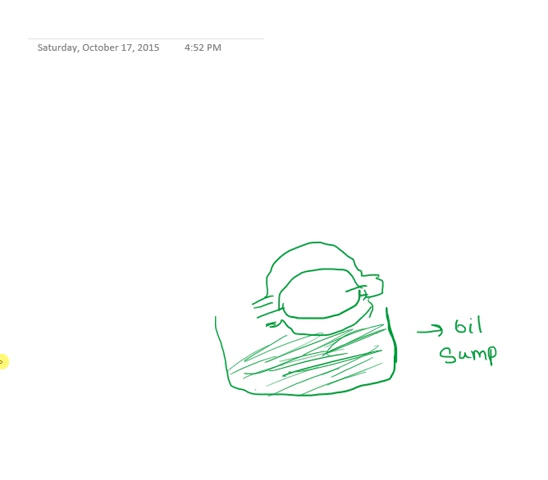 Saturday, October 17, 2015 4:52 PM
→ oil
sump